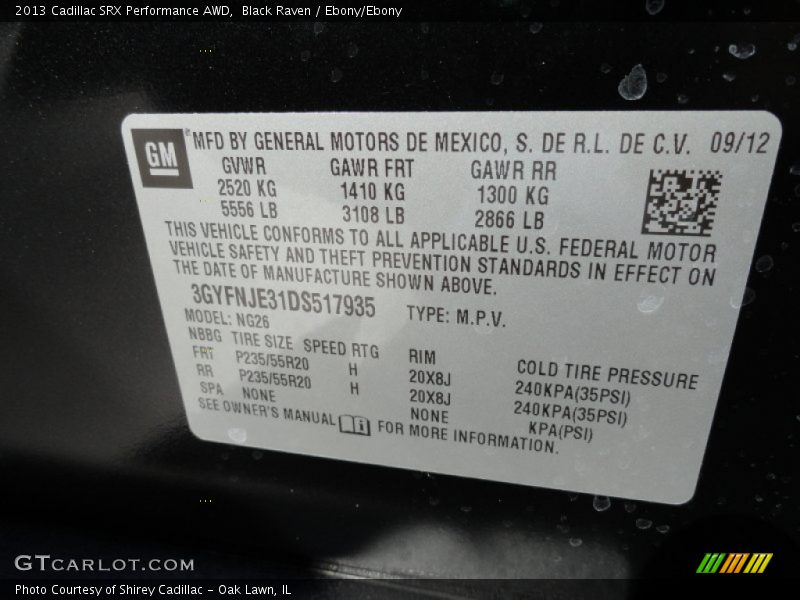 2013 Cadillac SRX Performance AWD,  Black Raven / Ebony/Ebony
GM
MFD BY GENERAL MOTORS DE MEXICO, S. DE R.L. DE C.V. 09/12
GVWR GAWR FRT GAWR RR
2520 KG 1410 KG 1300 KG
5556 LB 3108 LB 2866 LB
THIS VEHICLE CONFORMS TO ALL APPLICABLE U.S. FEDERAL MOTOR
VEHICLE SAFETY AND THEFT PREVENTION STANDARDS IN EFFECT ON
THE DATE OF MANUFACTURE SHOWN ABOVE.
3GYFNJE31DS517935 TYPE: M.P.V.
MODEL: NG26
NBBG TIRE SIZE SPEED RTG RIM COLD TIRE PRESSURE
FRT P235/55R20 H 20X8J 240KPA(35PSI)
RR P235/55R20 H 20X8J 240KPA(35PSI)
SPA NONE NONE KPA(PSI)
SEE OWNER'S MANUAL FOR MORE INFORMATION.
GTCARLOT.COM
Photo Courtesy of Shirey Cadillac - Oak Lawn, IL